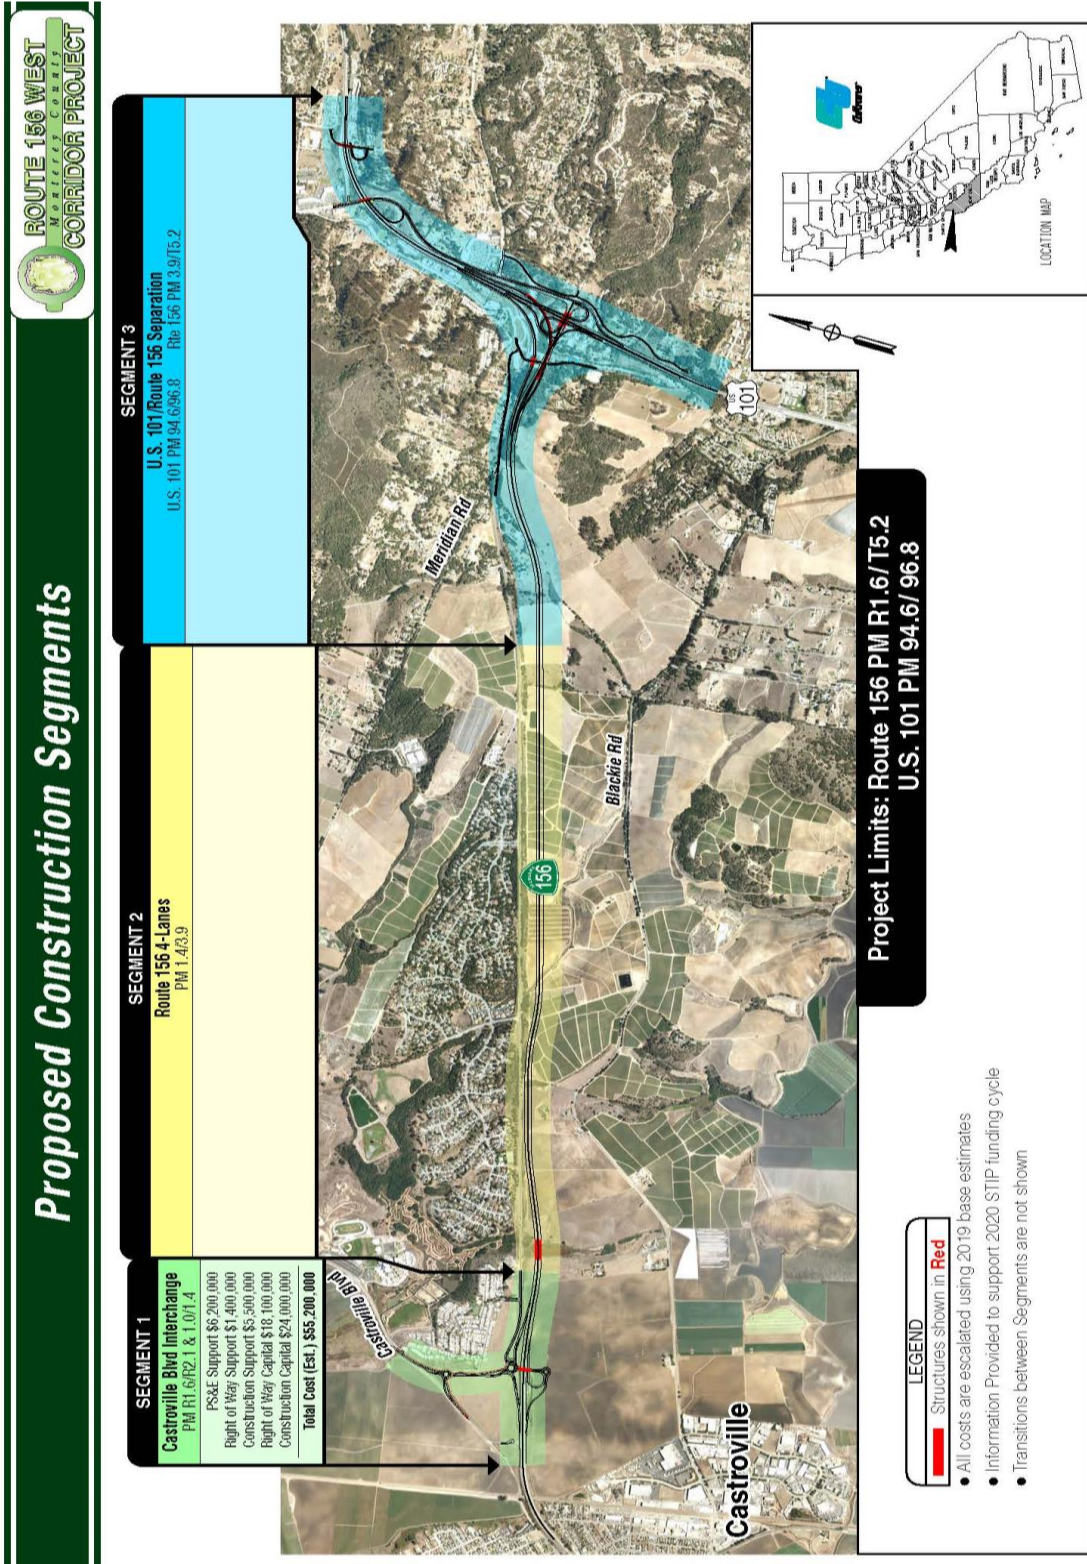 Proposed Construction Segments
ROUTE 156 WEST
Monterey County
CORRIDOR PROJECT
SEGMENT 1
Castroville Blvd Interchange
PM R1.6/R2.1 & 1.0/1.4
PS&E Support $6,200,000
Right of Way Support $1,400,000
Construction Support $5,500,000
Right of Way Capital $18,100,000
Construction Capital $24,000,000
Total Cost (Est.) $55,200,000
SEGMENT 2
Route 156 4-Lanes
PM 1.4/3.9
SEGMENT 3
U.S. 101/Route 156 Separation
U.S. 101 PM 94.6/96.8 Rte 156 PM 3.9/T5.2
Castroville Blvd
Meridian Rd
156
Blackie Rd
US
101
Castroville
Project Limits: Route 156 PM R1.6/T5.2
U.S. 101 PM 94.6/ 96.8
LEGEND
Structures shown in Red
• All costs are escalated using 2019 base estimates
• Information Provided to support 2020 STIP funding cycle
• Transitions between Segments are not shown
Caltrans
LOCATION MAP